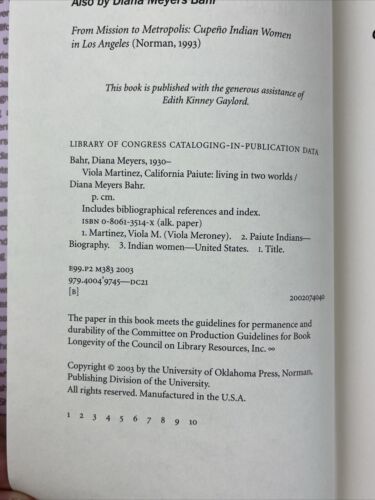 Also by Diana Meyers Bahr
From Mission to Metropolis: Cupeño Indian Women
in Los Angeles (Norman, 1993)
This book is published with the generous assistance of
Edith Kinney Gaylord.
LIBRARY OF CONGRESS CATALOGING-IN-PUBLICATION DATA
Bahr, Diana Meyers, 1930–
Viola Martinez, California Paiute: living in two worlds /
Diana Meyers Bahr.
p. cm.
Includes bibliographical references and index.
ISBN 0-8061-3514-X (alk. paper)
1. Martinez, Viola M. (Viola Meroney). 2. Paiute Indians—
Biography. 3. Indian women—United States. I. Title.
E99.P2 M383 2003
979.4004'9745—DC21
[B]
2002074040
The paper in this book meets the guidelines for permanence and
durability of the Committee on Production Guidelines for Book
Longevity of the Council on Library Resources, Inc. ∞
Copyright © 2003 by the University of Oklahoma Press, Norman,
Publishing Division of the University.
All rights reserved. Manufactured in the U.S.A.
1 2 3 4 5 6 7 8 9 10